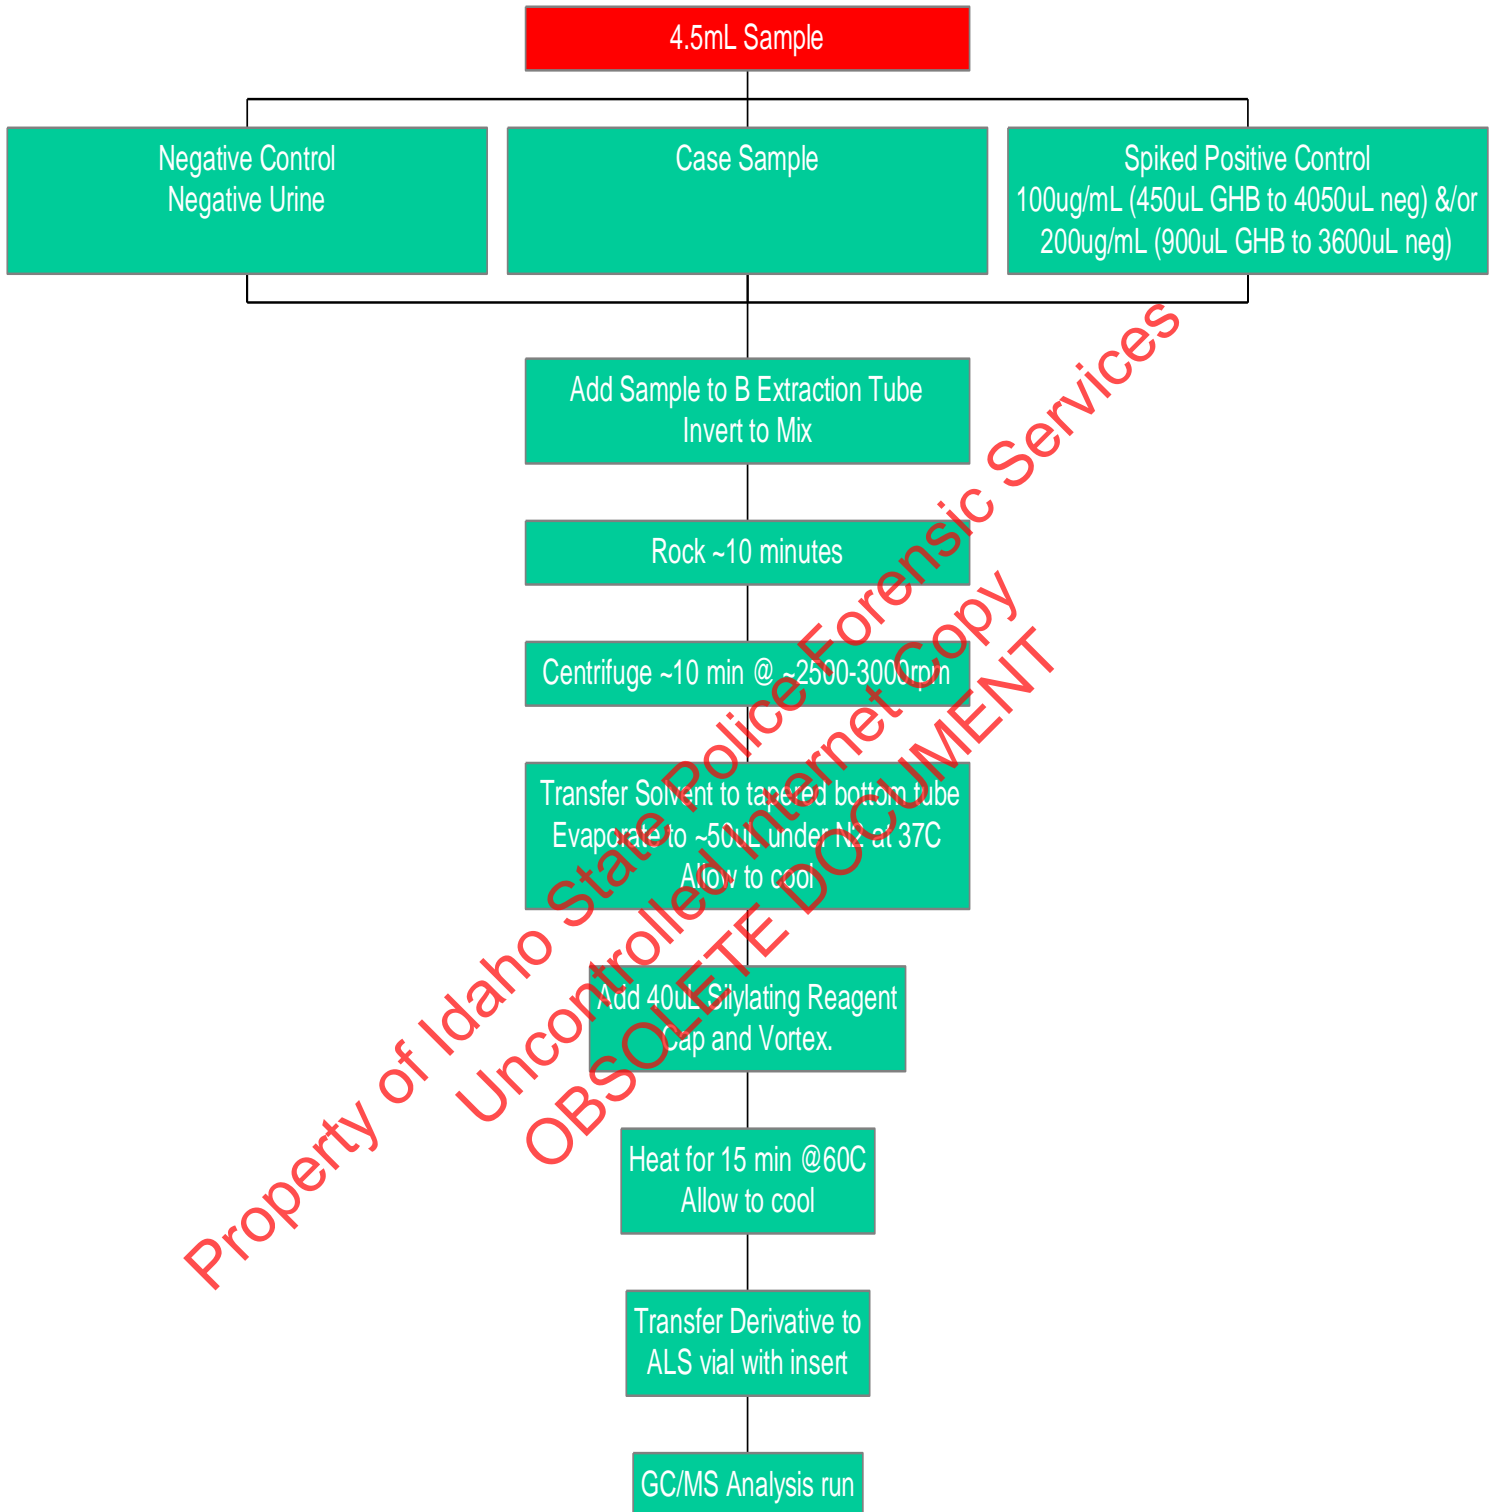 4.5mL Sample
Negative Control
Negative Urine
Case Sample
Spiked Positive Control
100ug/mL (450uL GHB to 4050uL neg) &/or
200ug/mL (900uL GHB to 3600uL neg)
Add Sample to B Extraction Tube
Invert to Mix
Rock ~10 minutes
Centrifuge ~10 min @ ~2500-3000rpm
Transfer Solvent to tapered bottom tube
Evaporate to ~50uL under N2 at 37C
Allow to cool
Add 40uL Silylating Reagent
Cap and Vortex.
Heat for 15 min @60C
Allow to cool
Transfer Derivative to
ALS vial with insert
GC/MS Analysis run
Property of Idaho State Police Forensic Services
Uncontrolled Internet Copy
OBSOLETE DOCUMENT